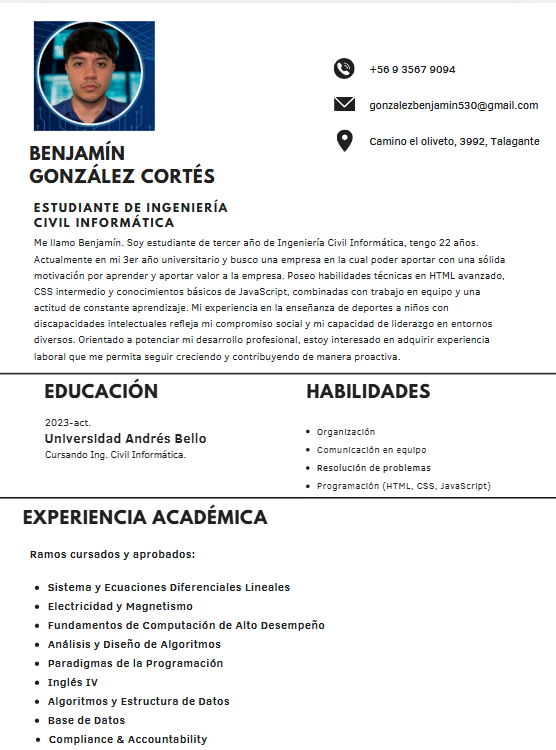 +56 9 3567 9094
gonzalezbenjamin530@gmail.com
Camino el oliveto, 3992, Talagante
BENJAMÍN
GONZÁLEZ CORTÉS
ESTUDIANTE DE INGENIERÍA
CIVIL INFORMÁTICA
Me llamo Benjamín. Soy estudiante de tercer año de Ingeniería Civil Informática, tengo 22 años.
Actualmente en mi 3er año universitario y busco una empresa en la cual poder aportar con una sólida
motivación por aprender y aportar valor a la empresa. Poseo habilidades técnicas en HTML avanzado,
CSS intermedio y conocimientos básicos de JavaScript, combinadas con trabajo en equipo y una
actitud de constante aprendizaje. Mi experiencia en la enseñanza de deportes a niños con
discapacidades intelectuales refleja mi compromiso social y mi capacidad de liderazgo en entornos
diversos. Orientado a potenciar mi desarrollo profesional, estoy interesado en adquirir experiencia
laboral que me permita seguir creciendo y contribuyendo de manera proactiva.
EDUCACIÓN
2023-act.
Universidad Andrés Bello
Cursando Ing. Civil Informática.
HABILIDADES
• Organización
• Comunicación en equipo
• Resolución de problemas
• Programación (HTML, CSS, JavaScript)
EXPERIENCIA ACADÉMICA
Ramos cursados y aprobados:
• Sistema y Ecuaciones Diferenciales Lineales
• Electricidad y Magnetismo
• Fundamentos de Computación de Alto Desempeño
• Análisis y Diseño de Algoritmos
• Paradigmas de la Programación
• Inglés IV
• Algoritmos y Estructura de Datos
• Base de Datos
• Compliance & Accountability